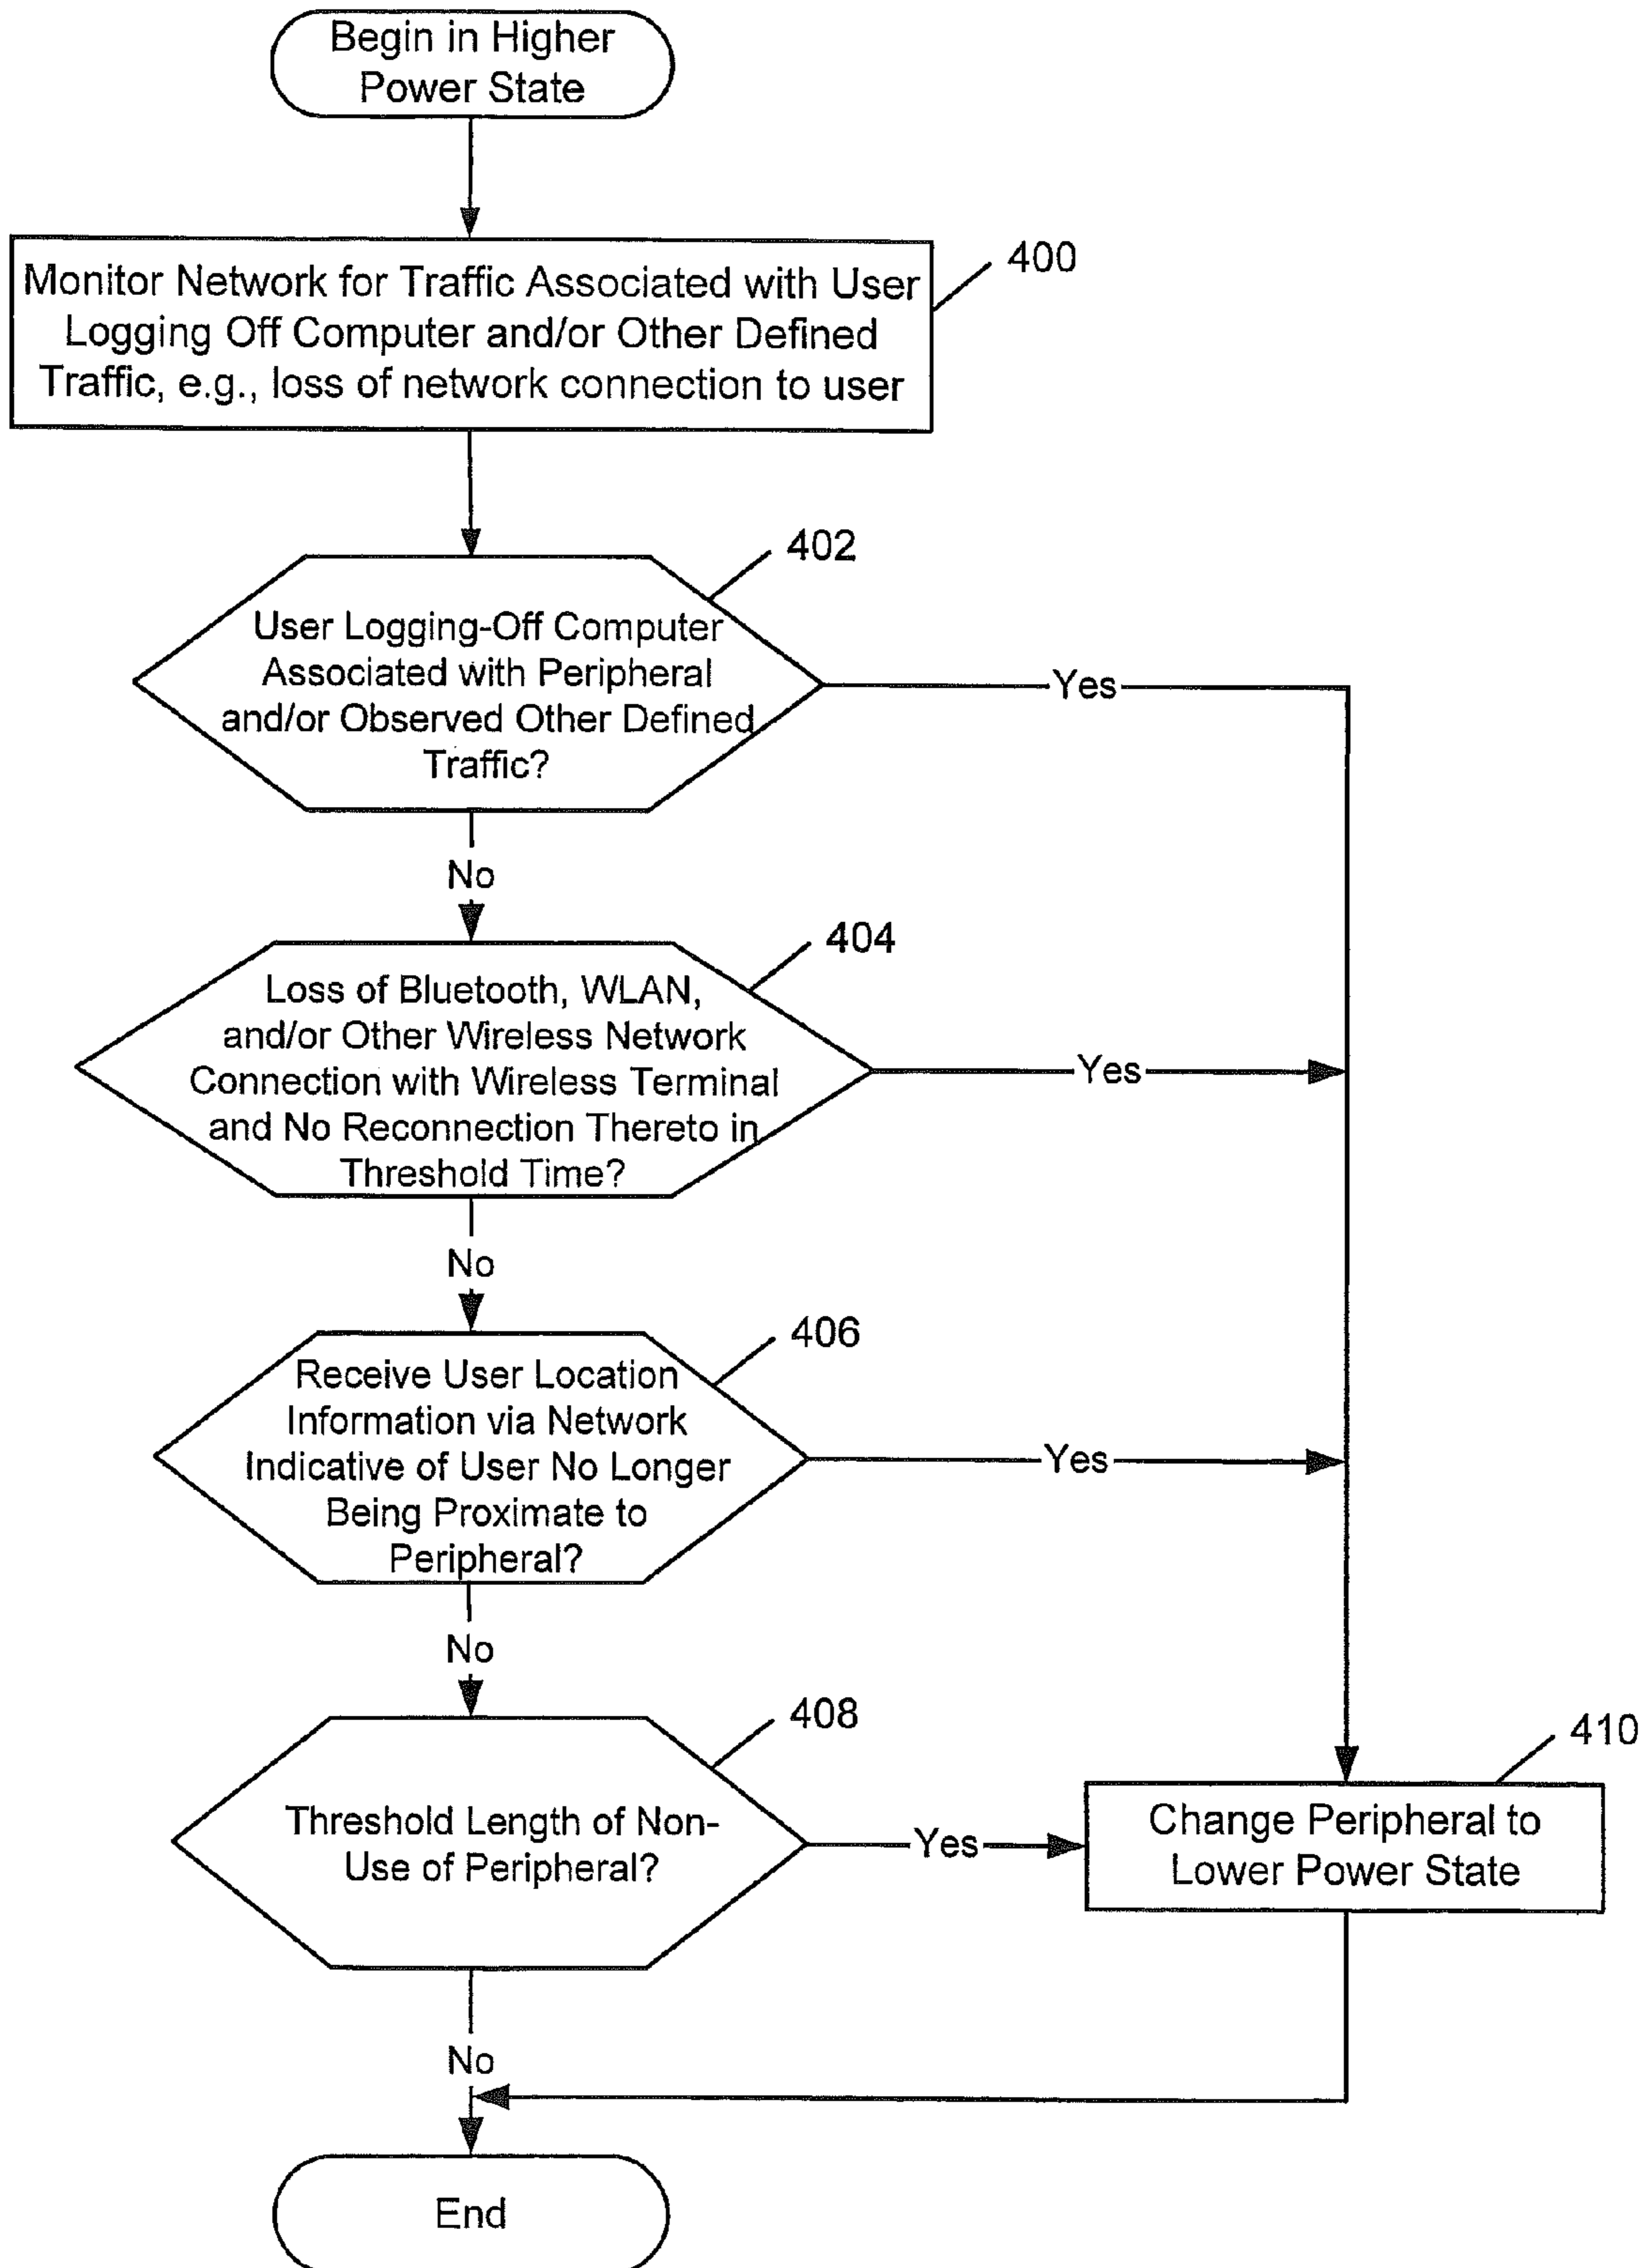 Begin in Higher
Power State
400
Monitor Network for Traffic Associated with User
Logging Off Computer and/or Other Defined
Traffic, e.g., loss of network connection to user
402
User Logging-Off Computer
Associated with Peripheral
and/or Observed Other Defined
Traffic?
Yes
No
404
Loss of Bluetooth, WLAN,
and/or Other Wireless Network
Connection with Wireless Terminal
and No Reconnection Thereto in
Threshold Time?
Yes
No
406
Receive User Location
Information via Network
Indicative of User No Longer
Being Proximate to
Peripheral?
Yes
No
408
Threshold Length of Non-
Use of Peripheral?
Yes
410
Change Peripheral to
Lower Power State
No
End